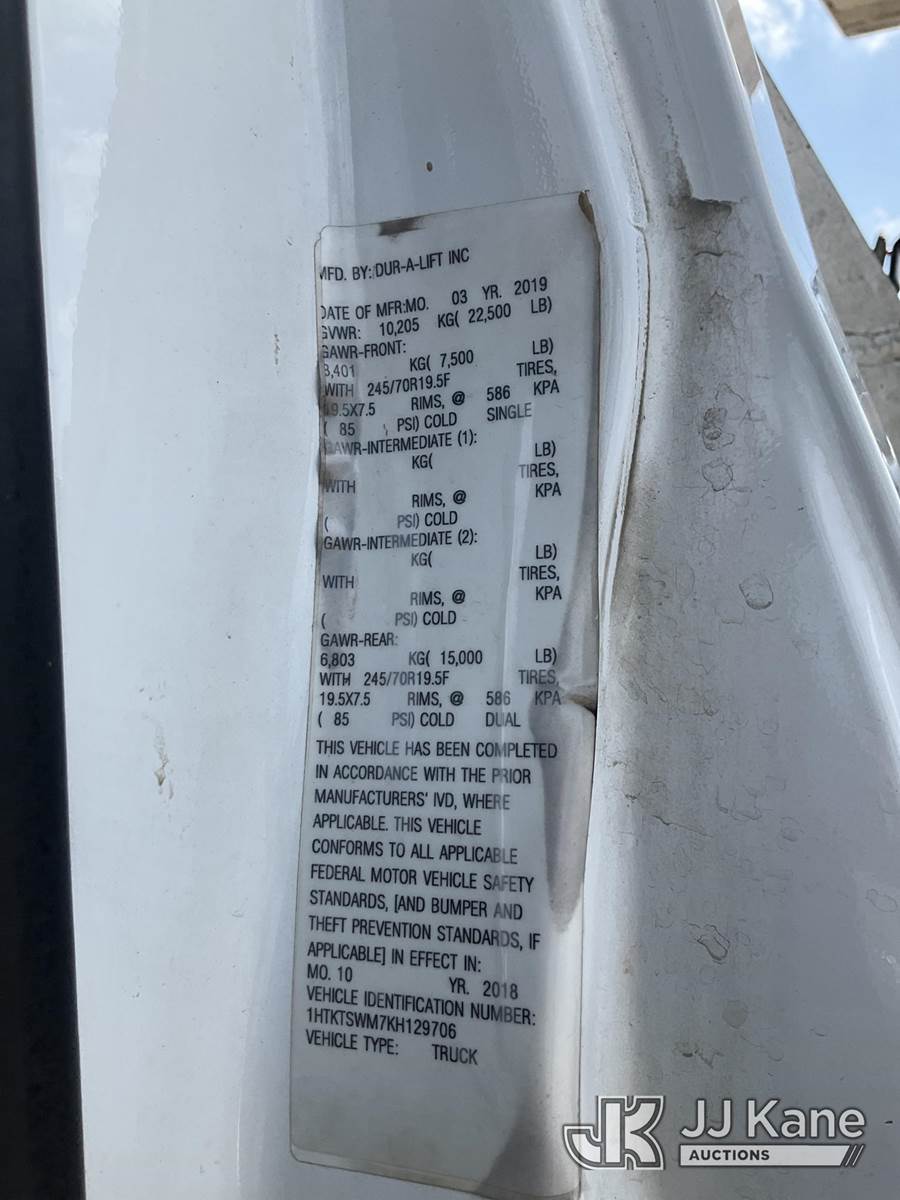 MFD. BY: DUR-A-LIFT INC
DATE OF MFR:MO. 03 YR. 2019
GVWR: 10,205 KG( 22,500 LB)
GAWR-FRONT:
3,401 KG( 7,500 LB)
WITH 245/70R19.5F TIRES,
19.5X7.5 RIMS, @ 586 KPA
( 85 PSI) COLD SINGLE
GAWR-INTERMEDIATE (1):
KG( LB)
WITH TIRES,
RIMS, @ KPA
( PSI) COLD
GAWR-INTERMEDIATE (2):
KG( LB)
WITH TIRES,
RIMS, @ KPA
( PSI) COLD
GAWR-REAR:
6,803 KG( 15,000 LB)
WITH 245/70R19.5F TIRES,
19.5X7.5 RIMS, @ 586 KPA
( 85 PSI) COLD DUAL
THIS VEHICLE HAS BEEN COMPLETED
IN ACCORDANCE WITH THE PRIOR
MANUFACTURERS' IVD, WHERE
APPLICABLE. THIS VEHICLE
CONFORMS TO ALL APPLICABLE
FEDERAL MOTOR VEHICLE SAFETY
STANDARDS, [AND BUMPER AND
THEFT PREVENTION STANDARDS, IF
APPLICABLE] IN EFFECT IN:
MO. 10 YR. 2018
VEHICLE IDENTIFICATION NUMBER:
1HTKTSWM7KH129706
VEHICLE TYPE: TRUCK
JK JJ Kane
AUCTIONS